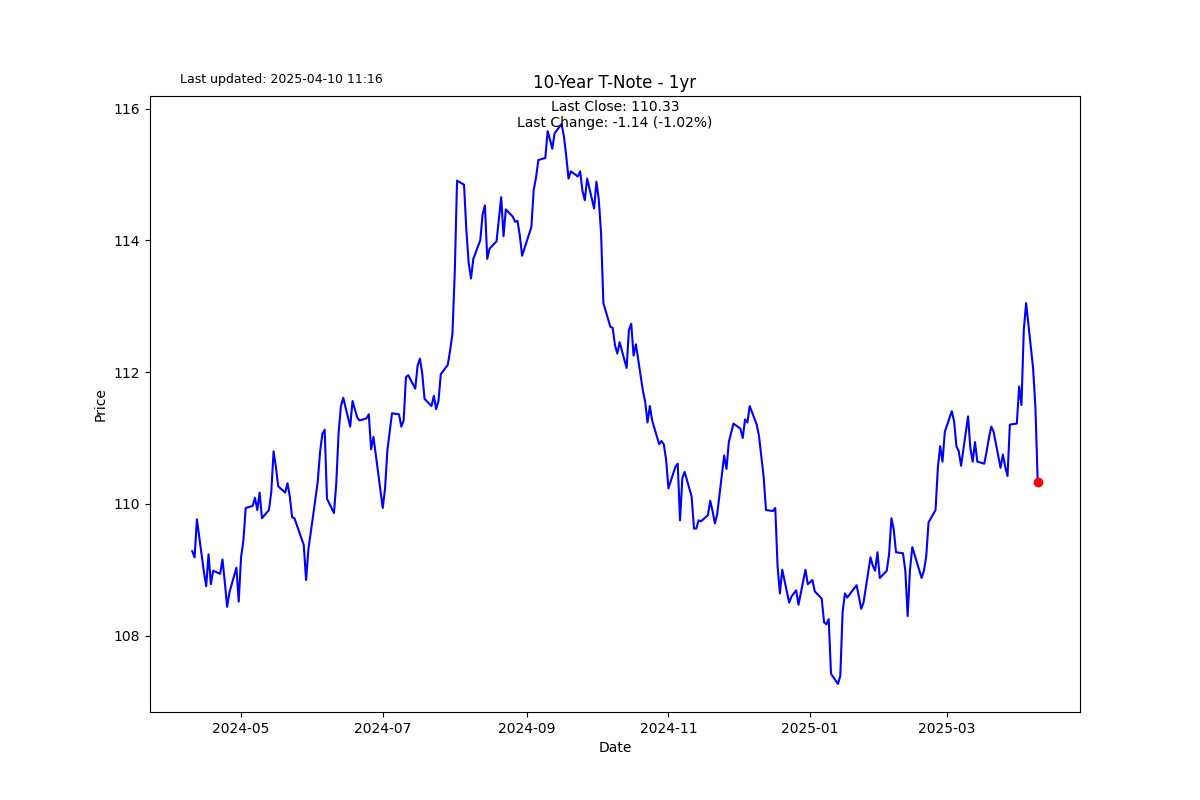 Last updated: 2025-04-10 11:16
10-Year T-Note - 1yr
Last Close: 110.33
Last Change: -1.14 (-1.02%)
116
114
112
110
108
Price
2024-05
2024-07
2024-09
2024-11
2025-01
2025-03
Date